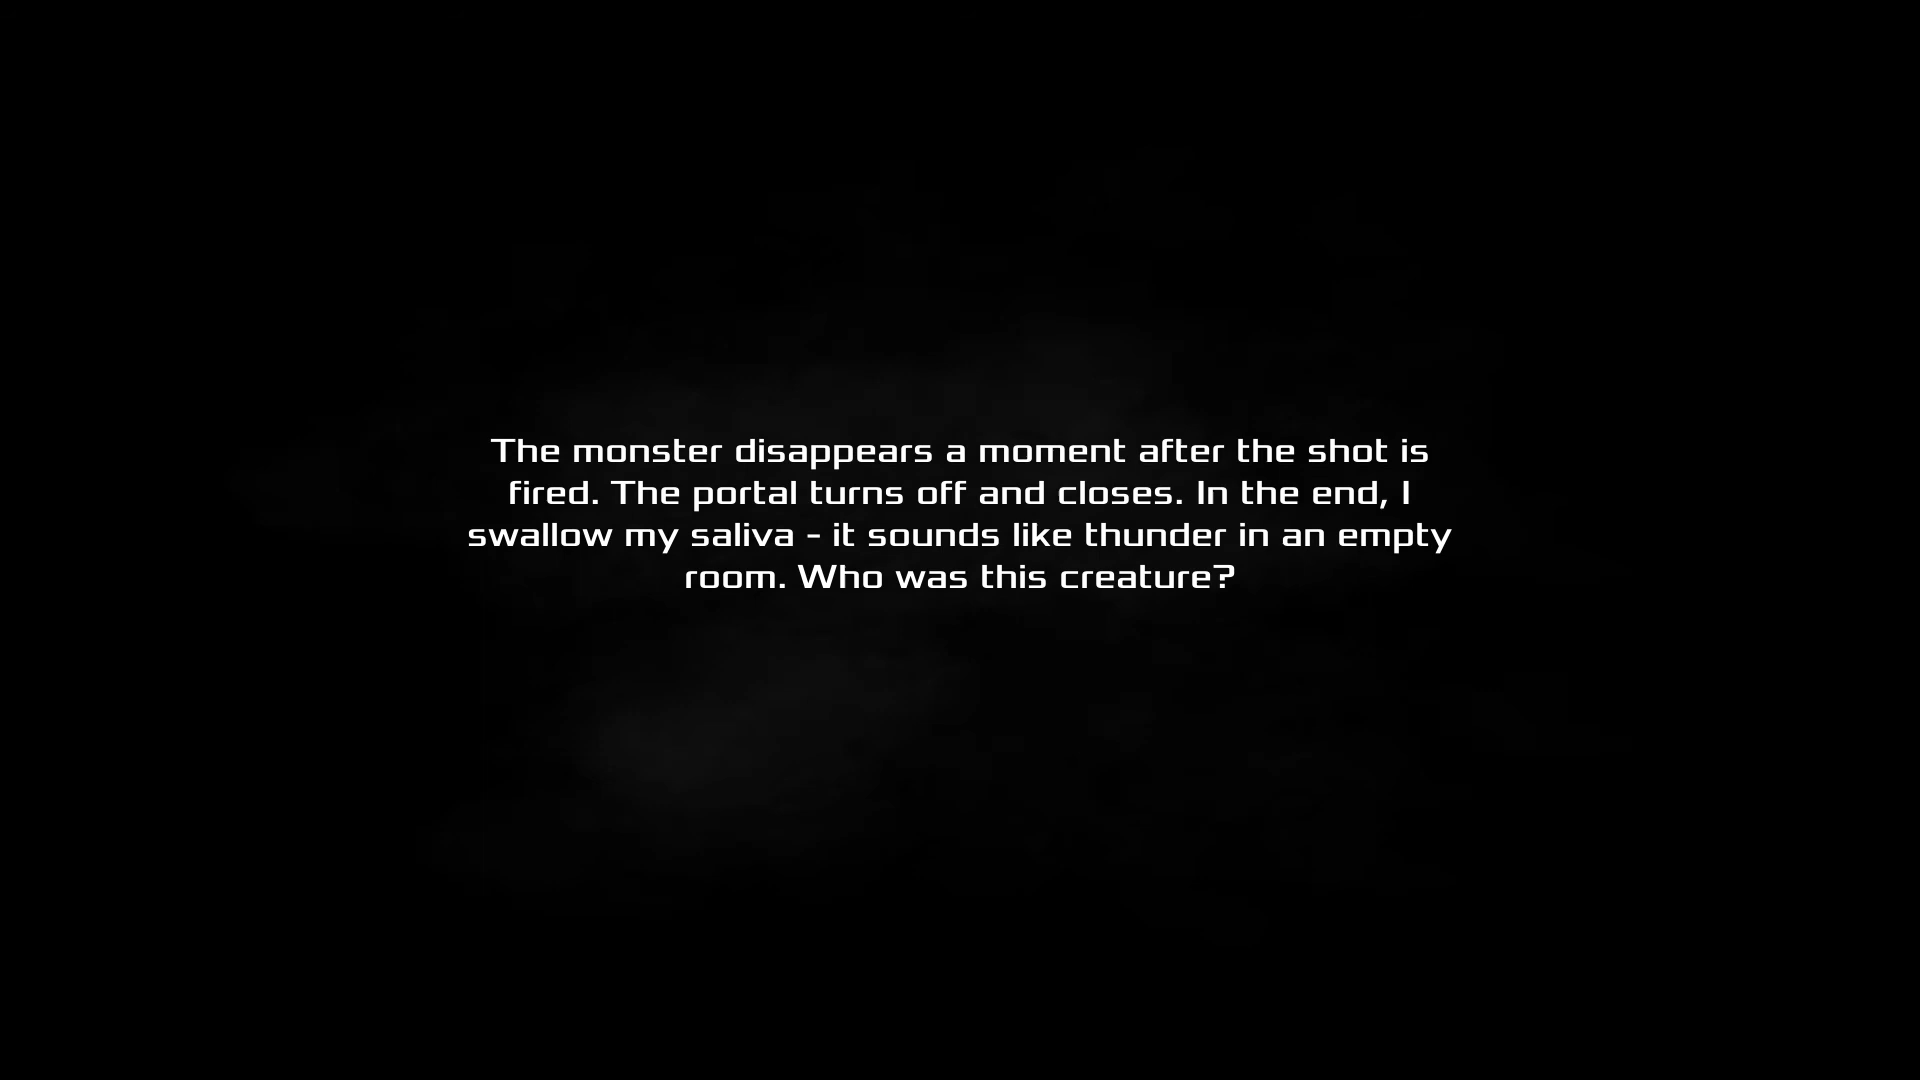 The monster disappears a moment after the shot is
fired. The portal turns off and closes. In the end, I
swallow my saliva - it sounds like thunder in an empty
room. Who was this creature?